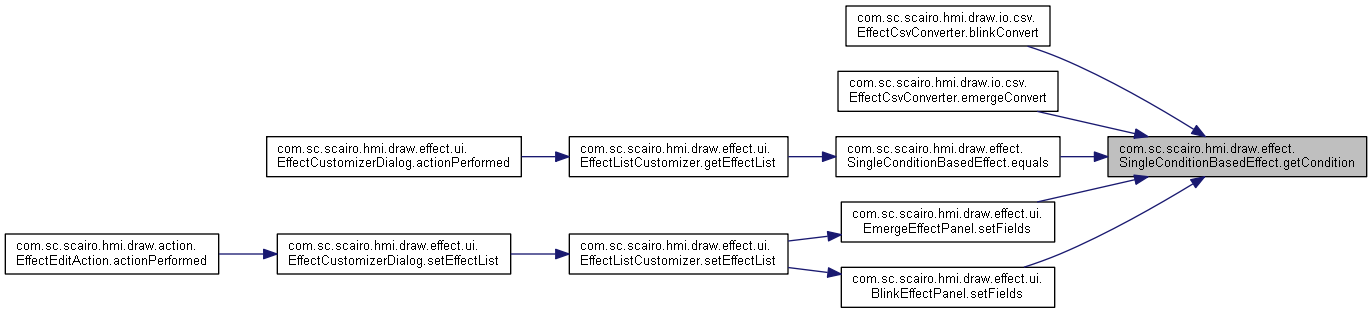 com.sc.scairo.hmi.draw.io.csv.
EffectCsvConverter.blinkConvert
com.sc.scairo.hmi.draw.io.csv.
EffectCsvConverter.emergeConvert
com.sc.scairo.hmi.draw.effect.ui.
EffectCustomizerDialog.actionPerformed
com.sc.scairo.hmi.draw.effect.ui.
EffectListCustomizer.getEffectList
com.sc.scairo.hmi.draw.effect.
SingleConditionBasedEffect.equals
com.sc.scairo.hmi.draw.effect.
SingleConditionBasedEffect.getCondition
com.sc.scairo.hmi.draw.effect.ui.
EmergeEffectPanel.setFields
com.sc.scairo.hmi.draw.action.
EffectEditAction.actionPerformed
com.sc.scairo.hmi.draw.effect.ui.
EffectCustomizerDialog.setEffectList
com.sc.scairo.hmi.draw.effect.ui.
EffectListCustomizer.setEffectList
com.sc.scairo.hmi.draw.effect.ui.
BlinkEffectPanel.setFields